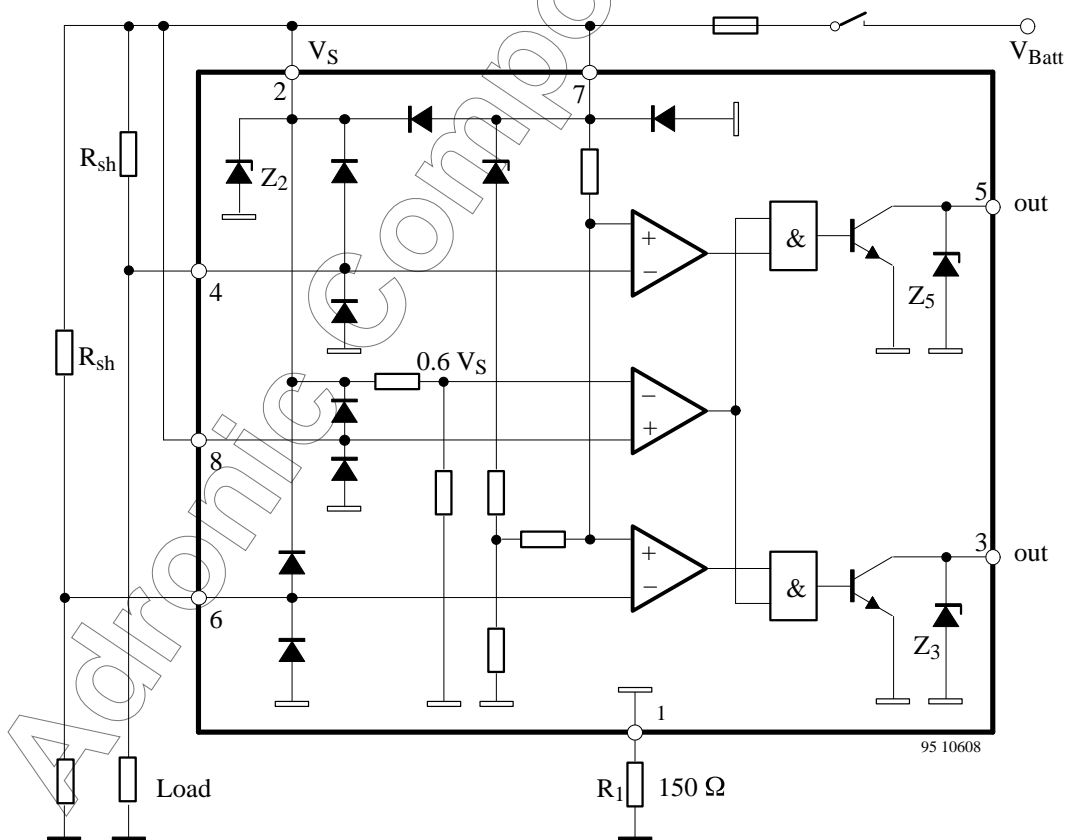 V_Batt
V_S
2
7
R_sh
Z_2
+
−
&
5
out
4
Z_5
R_sh
0.6 V_S
−
+
8
3
out
+
−
&
6
Z_3
1
95 10608
Load
R_1
150 Ω
Adronic Compo